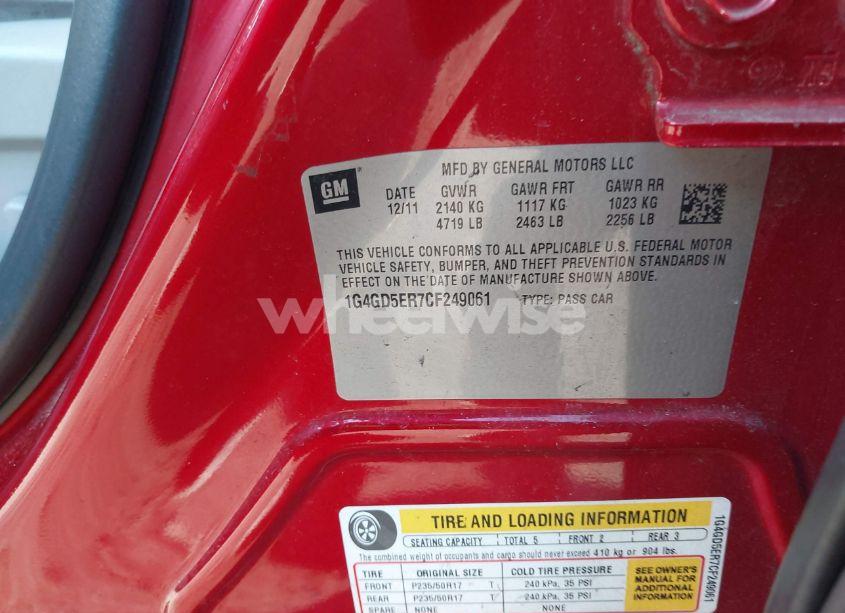 GM
MFD BY GENERAL MOTORS LLC
DATE GVWR GAWR FRT GAWR RR
12/11 2140 KG 1117 KG 1023 KG
4719 LB 2463 LB 2256 LB
THIS VEHICLE CONFORMS TO ALL APPLICABLE U.S. FEDERAL MOTOR
VEHICLE SAFETY, BUMPER, AND THEFT PREVENTION STANDARDS IN
EFFECT ON THE DATE OF MANUFACTURE SHOWN ABOVE.
1G4GD5ER7CF249061 TYPE: PASS CAR
wheelwise
TIRE AND LOADING INFORMATION
SEATING CAPACITY TOTAL 5 FRONT 2 REAR 3
The combined weight of occupants and cargo should never exceed 410 kg or 904 lbs.
TIRE ORIGINAL SIZE COLD TIRE PRESSURE
FRONT P235/50R17 T 240 kPa, 35 PSI
REAR P235/50R17 T 240 kPa, 35 PSI
SPARE NONE NONE
SEE OWNER'S
MANUAL FOR
ADDITIONAL
INFORMATION
1G4GD5ER7CF249061